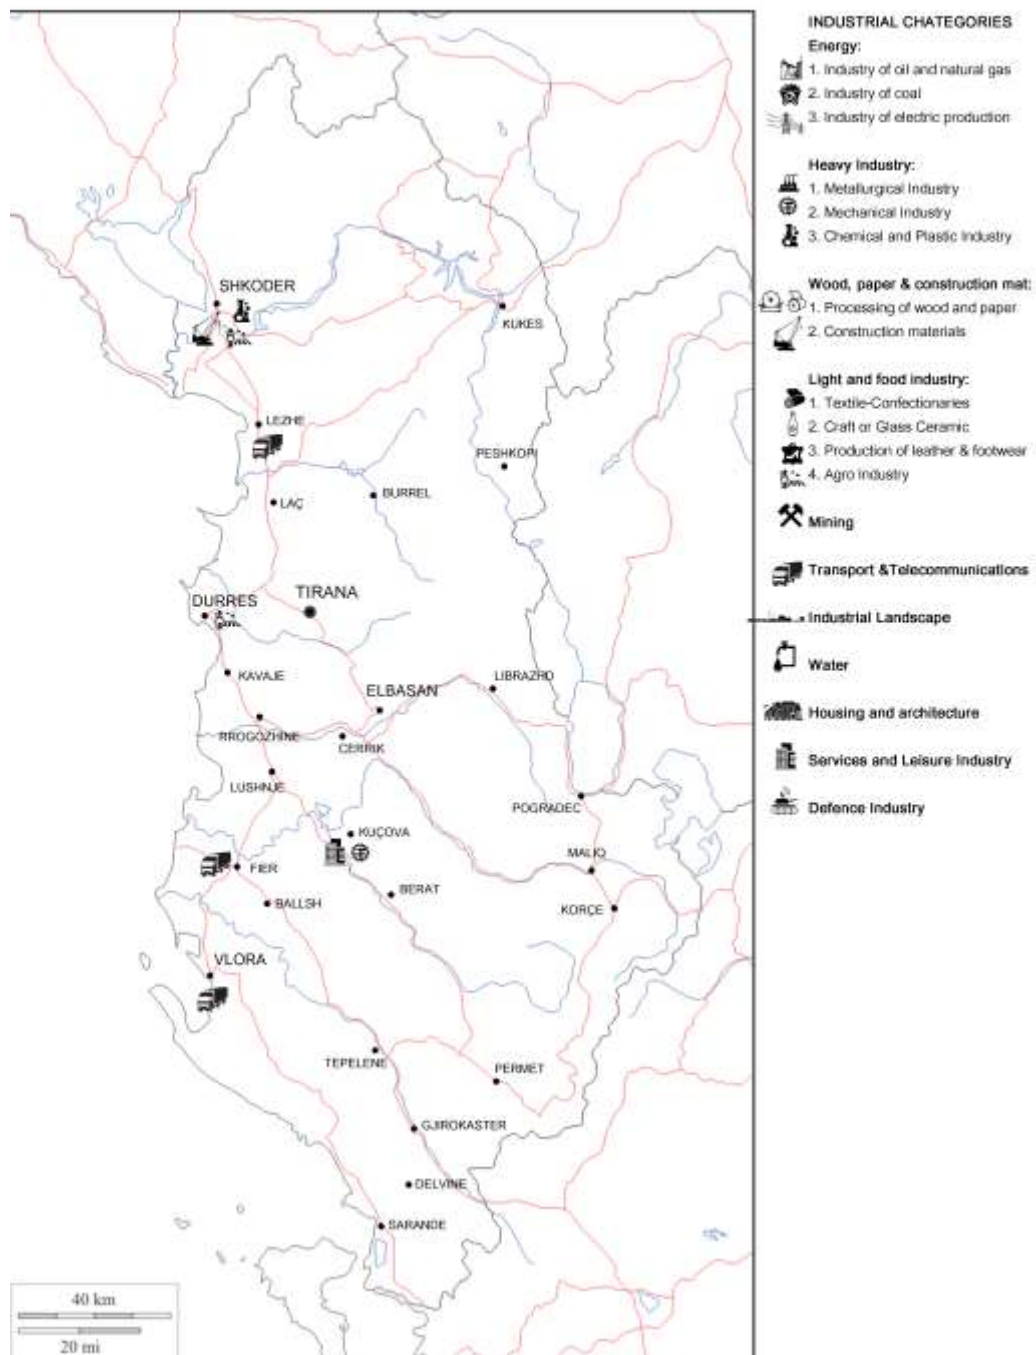 INDUSTRIAL CHATEGORIES
Energy:
1. Industry of oil and natural gas
2. Industry of coal
3. Industry of electric production
Heavy Industry:
1. Metallurgical Industry
2. Mechanical Industry
3. Chemical and Plastic Industry
Wood, paper & construction mat:
1. Processing of wood and paper
2. Construction materials
Light and food industry:
1. Textile-Confectionaries
2. Craft or Glass Ceramic
3. Production of leather & footwear
4. Agro Industry
Mining
Transport &Telecommunications
Industrial Landscape
Water
Housing and architecture
Services and Leisure Industry
Defence Industry
SHKODER
KUKES
LEZHE
PESHKOPI
BURREL
LAÇ
TIRANA
DURRES
KAVAJE
LIBRAZHD
ELBASAN
RROGOZHINE
CERRIK
LUSHNJE
POGRADEC
KUÇOVA
MALIQ
FIER
BERAT
BALLSH
KORÇE
VLORA
TEPELENE
PERMET
GJIROKASTER
DELVINE
SARANDE
40 km
20 mi